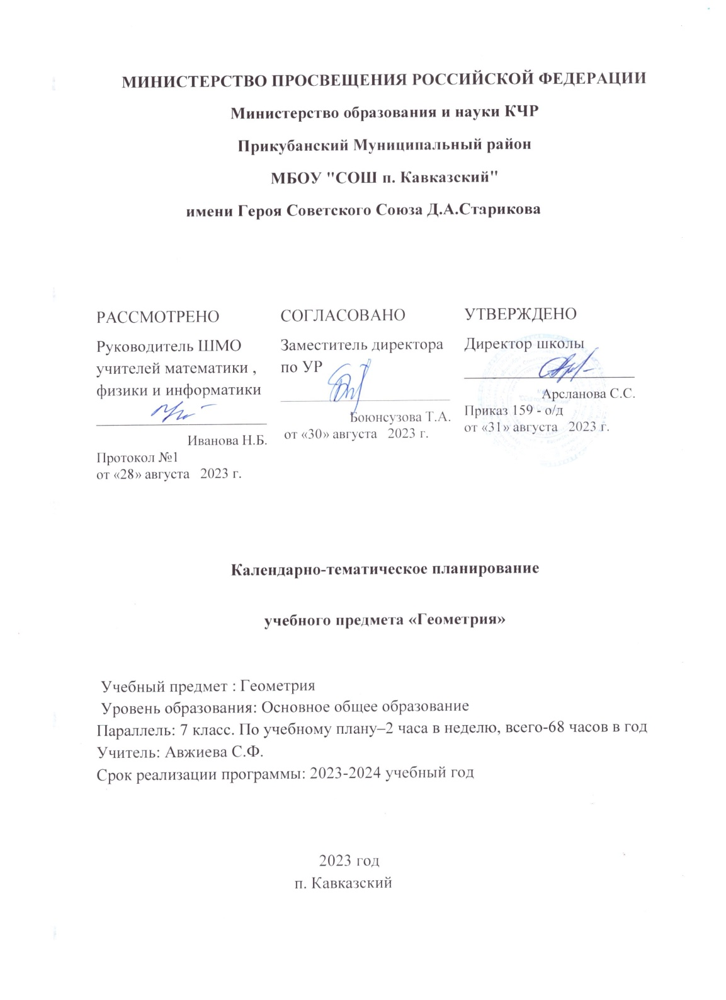 МИНИСТЕРСТВО ПРОСВЕЩЕНИЯ РОССИЙСКОЙ ФЕДЕРАЦИИ
Министерство образования и науки КЧР
Прикубанский Муниципальный район
МБОУ "СОШ п. Кавказский"
имени Героя Советского Союза Д.А.Старикова
РАССМОТРЕНО
Руководитель ШМО
учителей математики ,
физики и информатики
Иванова Н.Б.
Протокол №1
от «28» августа 2023 г.
СОГЛАСОВАНО
Заместитель директора
по УР
Боюнсузова Т.А.
от «30» августа 2023 г.
УТВЕРЖДЕНО
Директор школы
Арсланова С.С.
Приказ 159 - о/д
от «31» августа 2023 г.
Календарно-тематическое планирование
учебного предмета «Геометрия»
Учебный предмет : Геометрия
Уровень образования: Основное общее образование
Параллель: 7 класс. По учебному плану–2 часа в неделю, всего-68 часов в год
Учитель: Авжиева С.Ф.
Срок реализации программы: 2023-2024 учебный год
2023 год
п. Кавказский